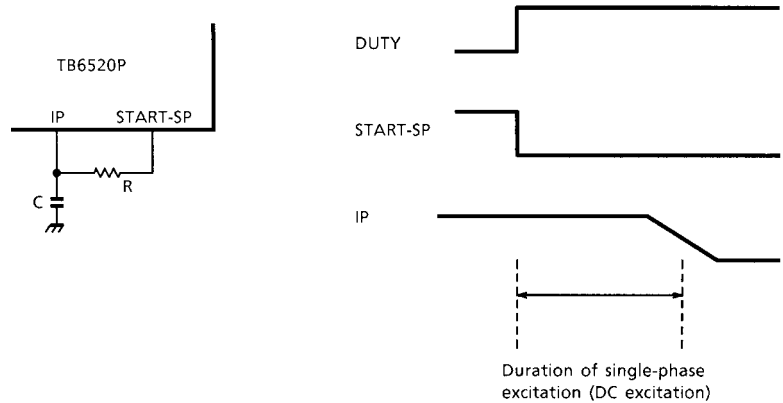 TB6520P
IP START-SP
R
C
DUTY
START-SP
IP
Duration of single-phase
excitation (DC excitation)